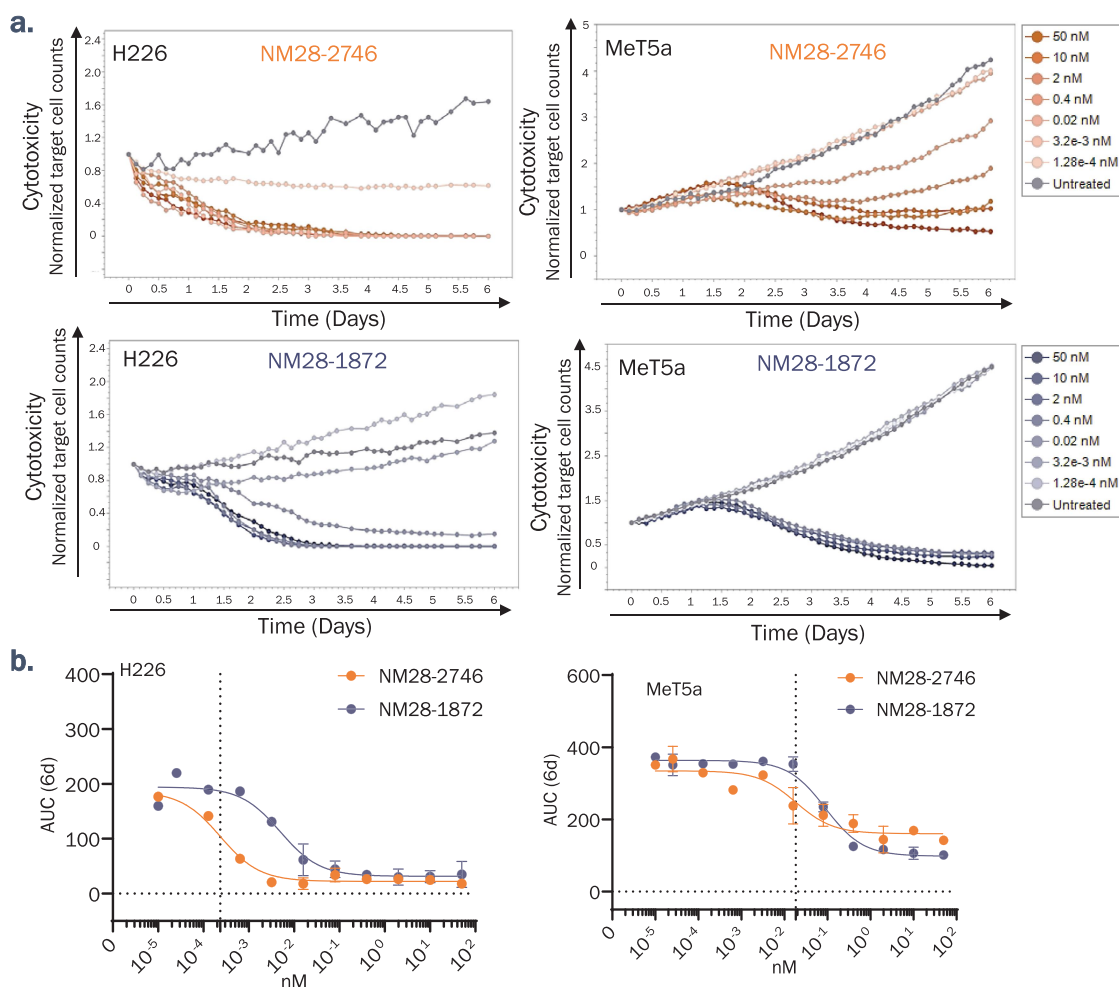 a.
H226
NM28-2746
Cytotoxicity
Normalized target cell counts
2.4
2.0
1.6
1.2
0.8
0.4
0
0 0.5 1 1.5 2 2.5 3 3.5 4 4.5 5 5.5 6
Time (Days)
MeT5a
NM28-2746
Cytotoxicity
Normalized target cell counts
5
4
3
2
1
0
0 0.5 1 1.5 2 2.5 3 3.5 4 4.5 5 5.5 6
Time (Days)
50 nM
10 nM
2 nM
0.4 nM
0.02 nM
3.2e-3 nM
1.28e-4 nM
Untreated
H226
NM28-1872
Cytotoxicity
Normalized target cell counts
2.4
2.0
1.6
1.2
0.8
0.4
0
0 0.5 1 1.5 2 2.5 3 3.5 4 4.5 5 5.5 6
Time (Days)
MeT5a
NM28-1872
Cytotoxicity
Normalized target cell counts
4.5
3.5
2.5
1.5
0.5
0
0 0.5 1 1.5 2 2.5 3 3.5 4 4.5 5 5.5 6
Time (Days)
50 nM
10 nM
2 nM
0.4 nM
0.02 nM
3.2e-3 nM
1.28e-4 nM
Untreated
b.
H226
NM28-2746
NM28-1872
AUC (6d)
400
300
200
100
0
0 10⁻⁵ 10⁻⁴ 10⁻³ 10⁻² 10⁻¹ 10⁰ 10¹ 10²
nM
MeT5a
NM28-2746
NM28-1872
AUC (6d)
600
400
200
0
0 10⁻⁵ 10⁻⁴ 10⁻³ 10⁻² 10⁻¹ 10⁰ 10¹ 10²
nM